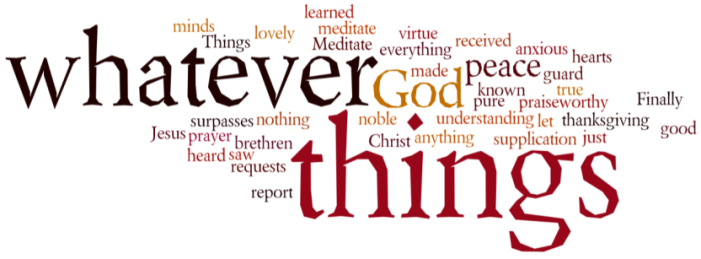 learned
minds lovely meditate virtue
Things Meditate everything received anxious hearts
whatever God made peace guard
known true
pure praiseworthy Finally
surpasses nothing noble understanding let thanksgiving good
Jesus prayer brethren Christ anything supplication just
heard saw
requests things
report